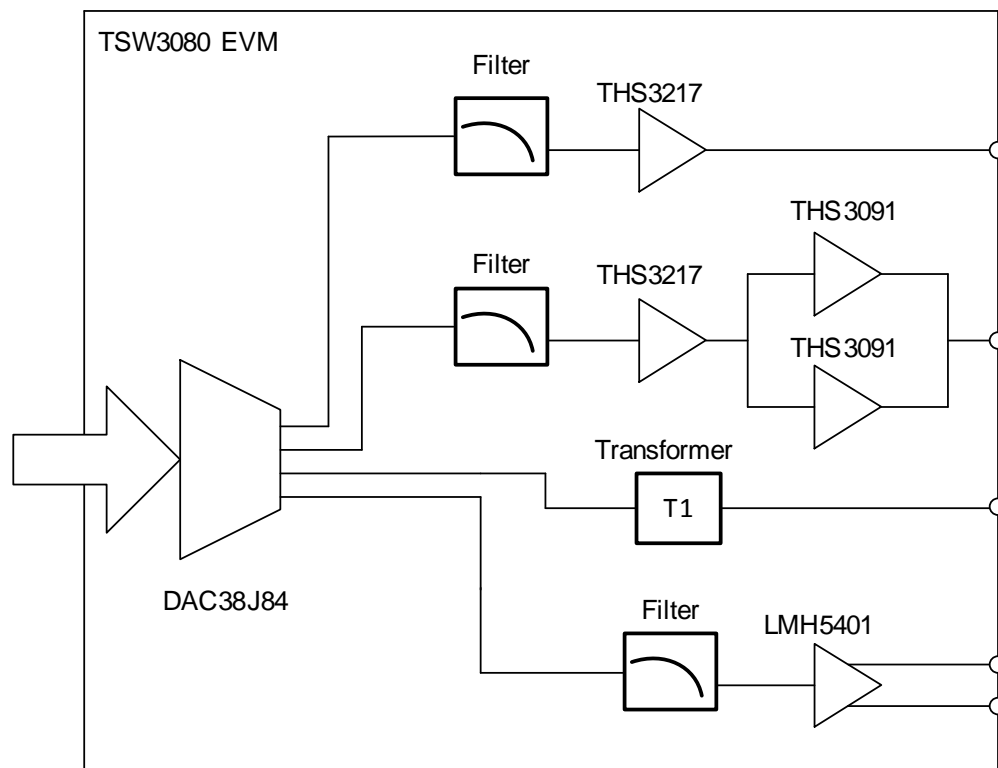 TSW3080 EVM
Filter
THS3217
THS3091
Filter
THS3217
THS3091
Transformer
T1
DAC38J84
Filter
LMH5401